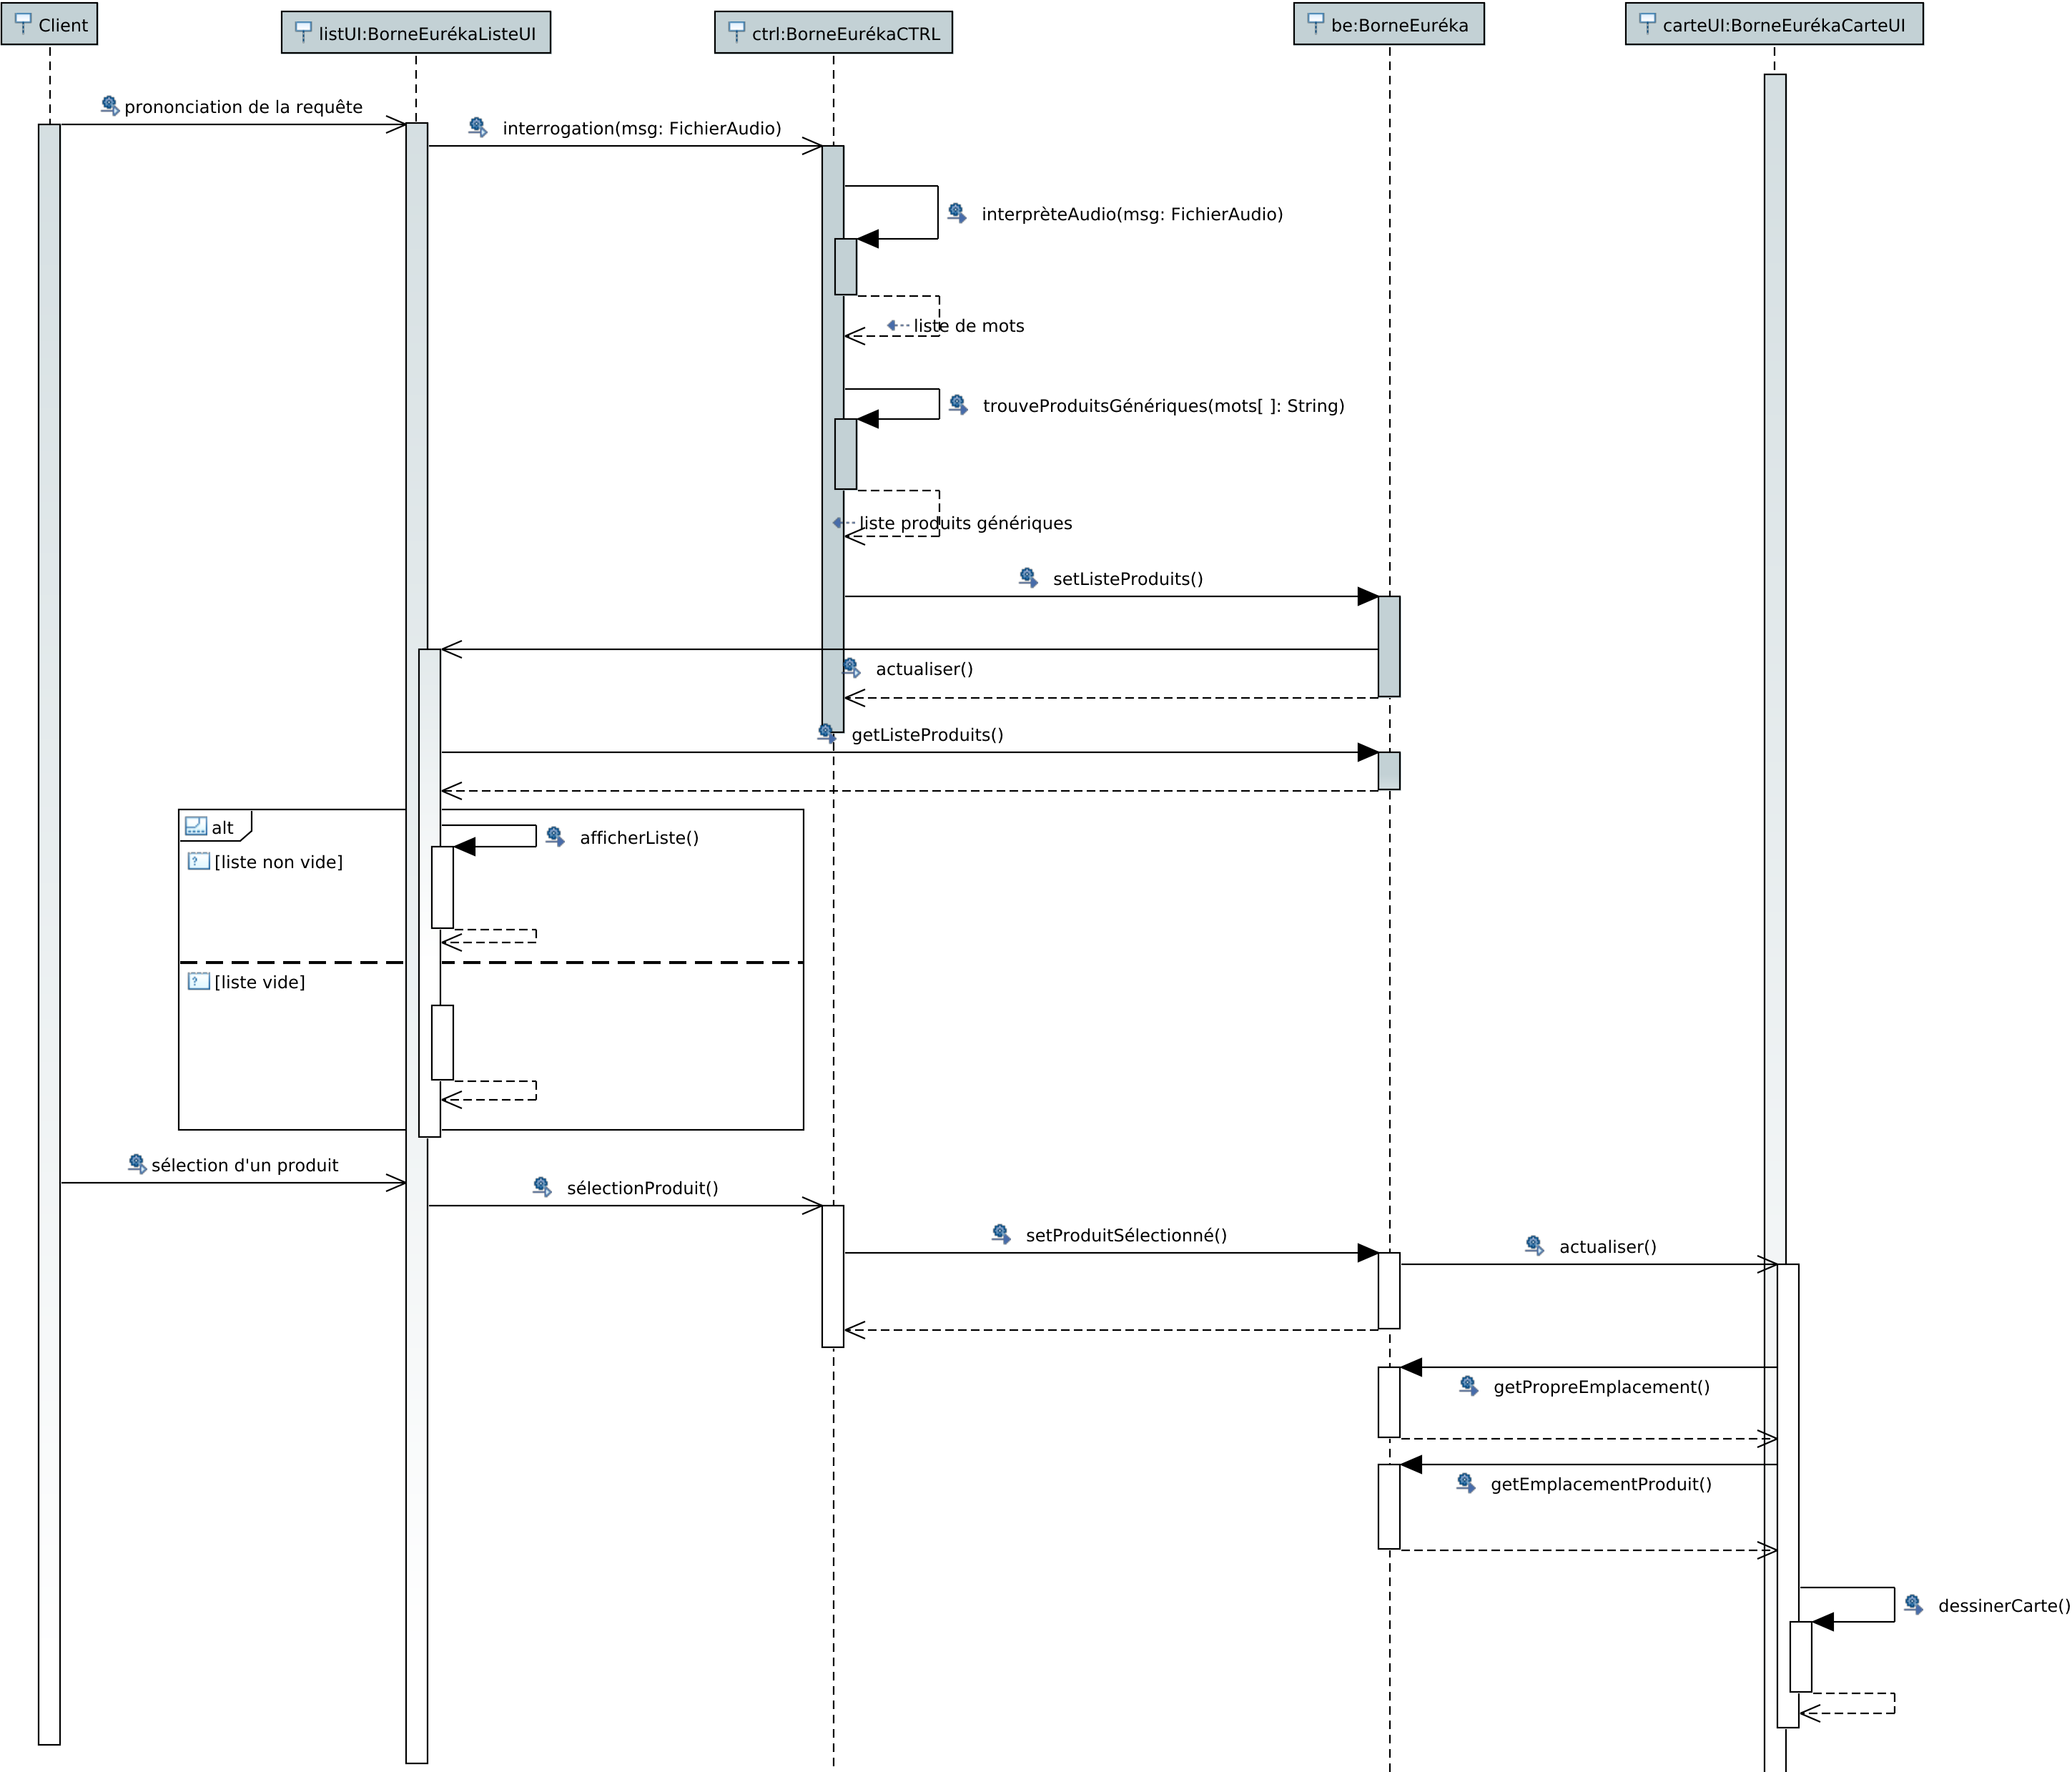 Client
listUI:BorneEurékaListeUI
ctrl:BorneEurékaCTRL
be:BorneEuréka
carteUI:BorneEurékaCarteUI
prononciation de la requête
interrogation(msg: FichierAudio)
interprèteAudio(msg: FichierAudio)
liste de mots
trouveProduitsGénériques(mots[ ]: String)
liste produits génériques
setListeProduits()
actualiser()
getListeProduits()
alt
afficherListe()
[liste non vide]
[liste vide]
sélection d'un produit
sélectionProduit()
setProduitSélectionné()
actualiser()
getPropreEmplacement()
getEmplacementProduit()
dessinerCarte()